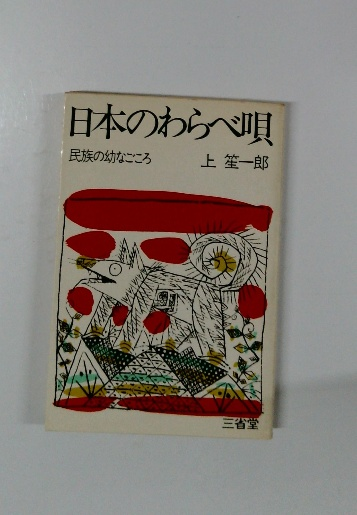 日本のわらべ唄
民族の幼なごころ
上 笙一郎
三省堂